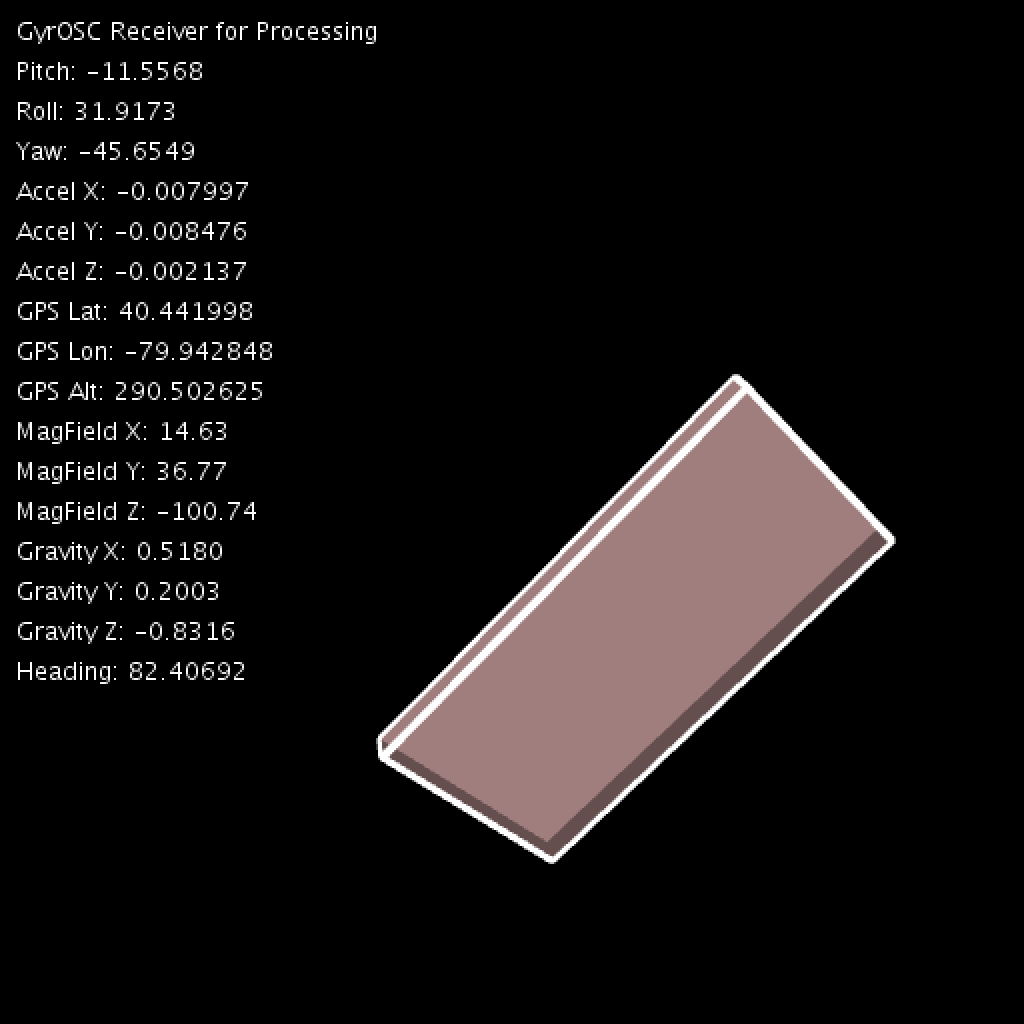 GyrOSC Receiver for Processing
Pitch: -11.5568
Roll: 31.9173
Yaw: -45.6549
Accel X: -0.007997
Accel Y: -0.008476
Accel Z: -0.002137
GPS Lat: 40.441998
GPS Lon: -79.942848
GPS Alt: 290.502625
MagField X: 14.63
MagField Y: 36.77
MagField Z: -100.74
Gravity X: 0.5180
Gravity Y: 0.2003
Gravity Z: -0.8316
Heading: 82.40692